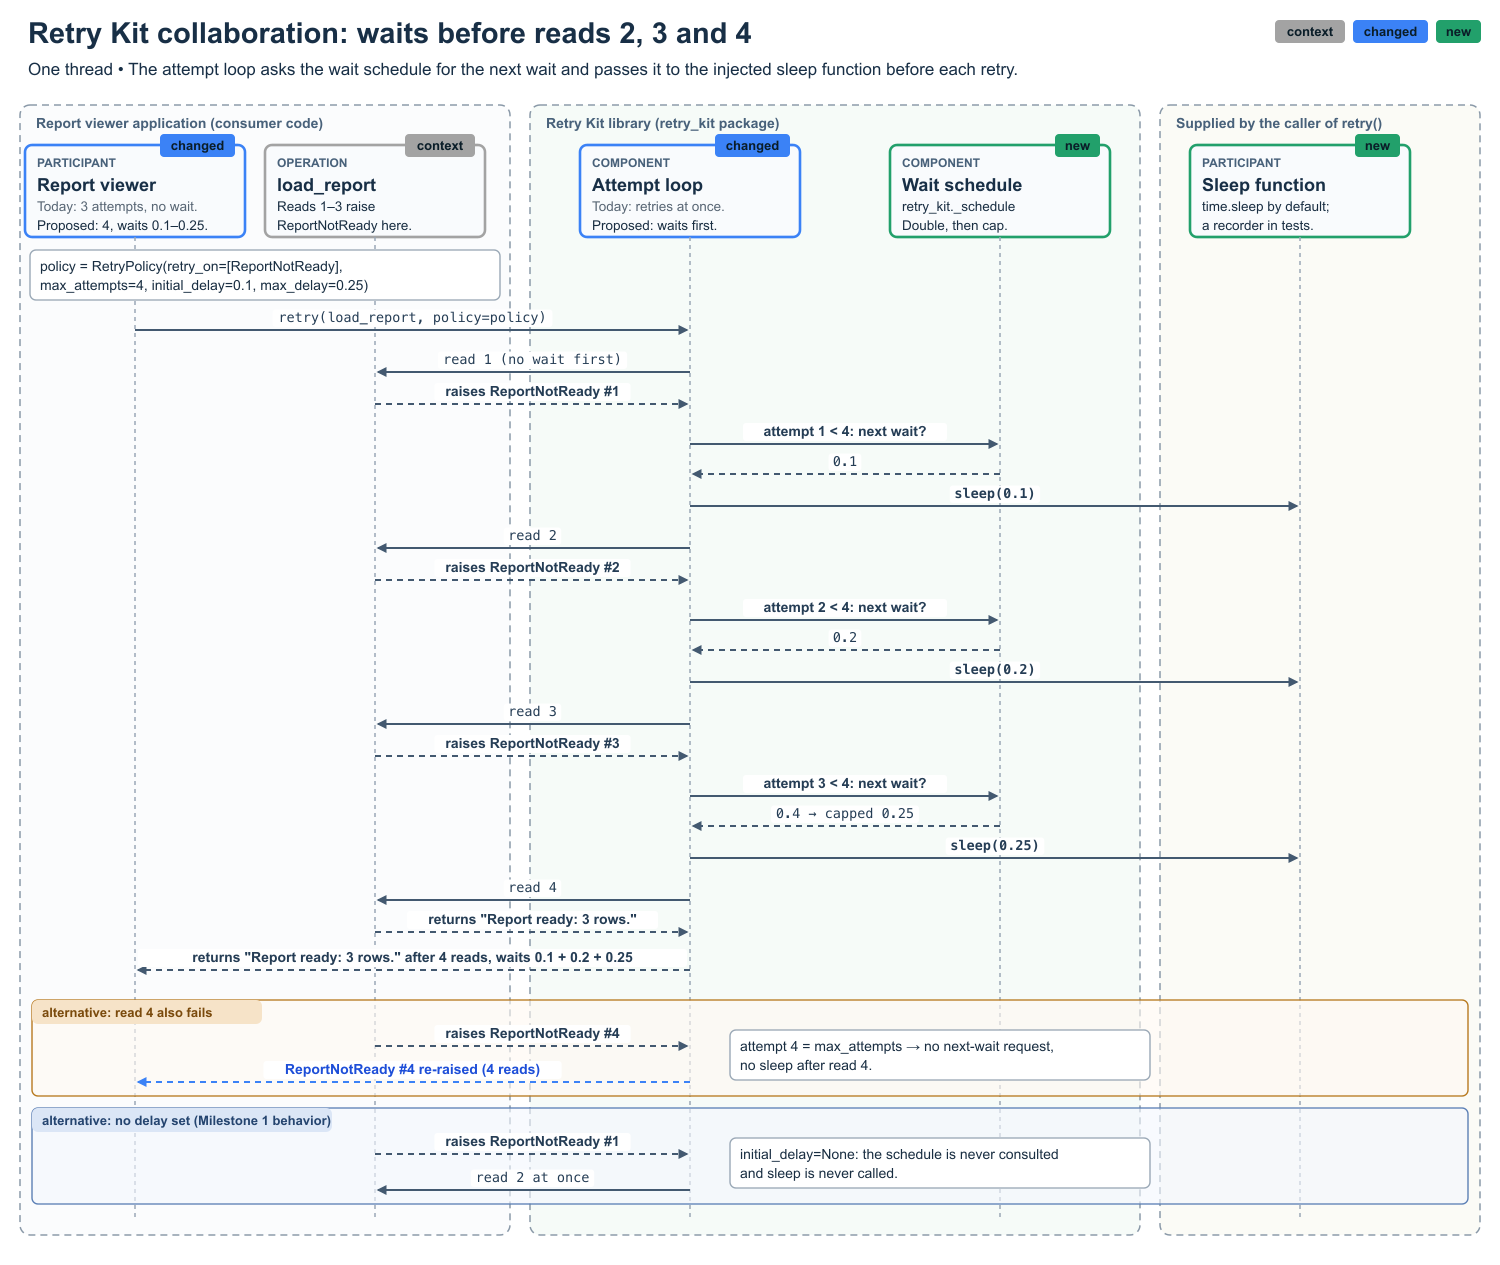 Retry Kit collaboration: waits before reads 2, 3 and 4
context
changed
new
One thread • The attempt loop asks the wait schedule for the next wait and passes it to the injected sleep function before each retry.
Report viewer application (consumer code)
Retry Kit library (retry_kit package)
Supplied by the caller of retry()
changed
PARTICIPANT
Report viewer
Today: 3 attempts, no wait.
Proposed: 4, waits 0.1–0.25.
context
OPERATION
load_report
Reads 1–3 raise
ReportNotReady here.
changed
COMPONENT
Attempt loop
Today: retries at once.
Proposed: waits first.
new
COMPONENT
Wait schedule
retry_kit._schedule
Double, then cap.
new
PARTICIPANT
Sleep function
time.sleep by default;
a recorder in tests.
policy = RetryPolicy(retry_on=[ReportNotReady],
max_attempts=4, initial_delay=0.1, max_delay=0.25)
retry(load_report, policy=policy)
read 1 (no wait first)
raises ReportNotReady #1
attempt 1 < 4: next wait?
0.1
sleep(0.1)
read 2
raises ReportNotReady #2
attempt 2 < 4: next wait?
0.2
sleep(0.2)
read 3
raises ReportNotReady #3
attempt 3 < 4: next wait?
0.4 → capped 0.25
sleep(0.25)
read 4
returns "Report ready: 3 rows."
returns "Report ready: 3 rows." after 4 reads, waits 0.1 + 0.2 + 0.25
alternative: read 4 also fails
raises ReportNotReady #4
ReportNotReady #4 re-raised (4 reads)
attempt 4 = max_attempts → no next-wait request,
no sleep after read 4.
alternative: no delay set (Milestone 1 behavior)
raises ReportNotReady #1
read 2 at once
initial_delay=None: the schedule is never consulted
and sleep is never called.